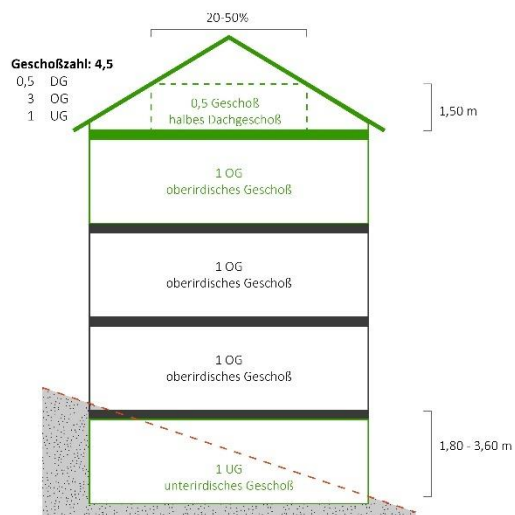 20-50%
Geschoßzahl: 4,5
0,5 DG
3 OG
1 UG
0,5 Geschoß
halbes Dachgeschoß
1,50 m
1 OG
oberirdisches Geschoß
1 OG
oberirdisches Geschoß
1 OG
oberirdisches Geschoß
1,80 - 3,60 m
1 UG
unterirdisches Geschoß